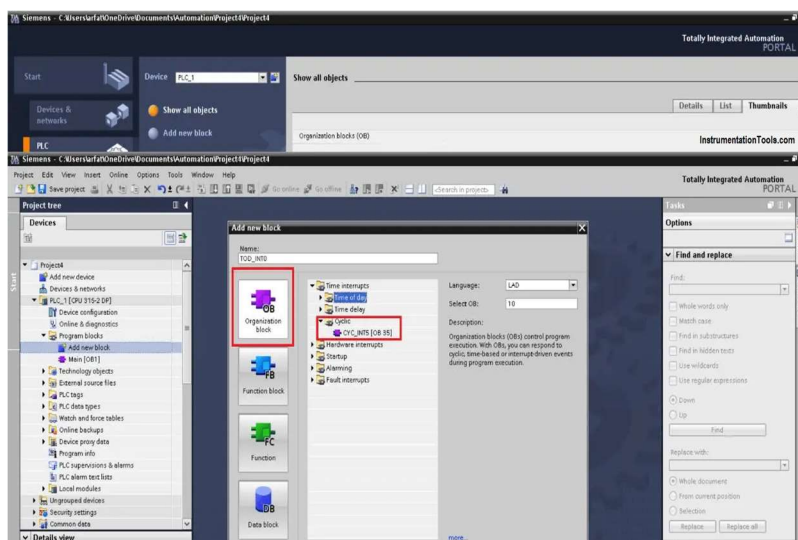 Siemens - C:\Users\arfat\OneDrive\Documents\Automation\Project4\Project4
Totally Integrated Automation
PORTAL
Start
Device PLC_1
Show all objects
Devices &
networks
Show all objects
Details List Thumbnails
PLC
Add new block
Organization blocks (OB)
InstrumentationTools.com
Siemens - C:\Users\arfat\OneDrive\Documents\Automation\Project4\Project4
Project Edit View Insert Online Options Tools Window Help
Save project Go online Go offline <Search in project>
Totally Integrated Automation
PORTAL
Project tree
Devices
Start
Project4
Add new device
Devices & networks
PLC_1 [CPU 315-2 DP]
Device configuration
Online & diagnostics
Program blocks
Add new block
Main [OB1]
Technology objects
External source files
PLC tags
PLC data types
Watch and force tables
Online backups
Device proxy data
Program info
PLC supervisions & alarms
PLC alarm text lists
Local modules
Ungrouped devices
Security settings
Common data
Details view
Add new block
Name:
TOD_INT0
OB
Organization
block
FB
Function block
FC
Function
DB
Data block
Time interrupts
Time of day
Time delay
Cyclic
CYC_INT5 [OB 35]
Hardware interrupts
Startup
Alarming
Fault interrupts
Language: LAD
Select OB: 10
Description:
Organization blocks (OBs) control program
execution. With OBs, you can respond to
cyclic, time-based or interrupt-driven events
during program execution.
more...
Tasks
Options
Find and replace
Find:
Whole words only
Match case
Find in substructures
Find in hidden texts
Use wildcards
Use regular expressions
Down
Up
Find
Replace with:
Whole document
From current position
Selection
Replace Replace all